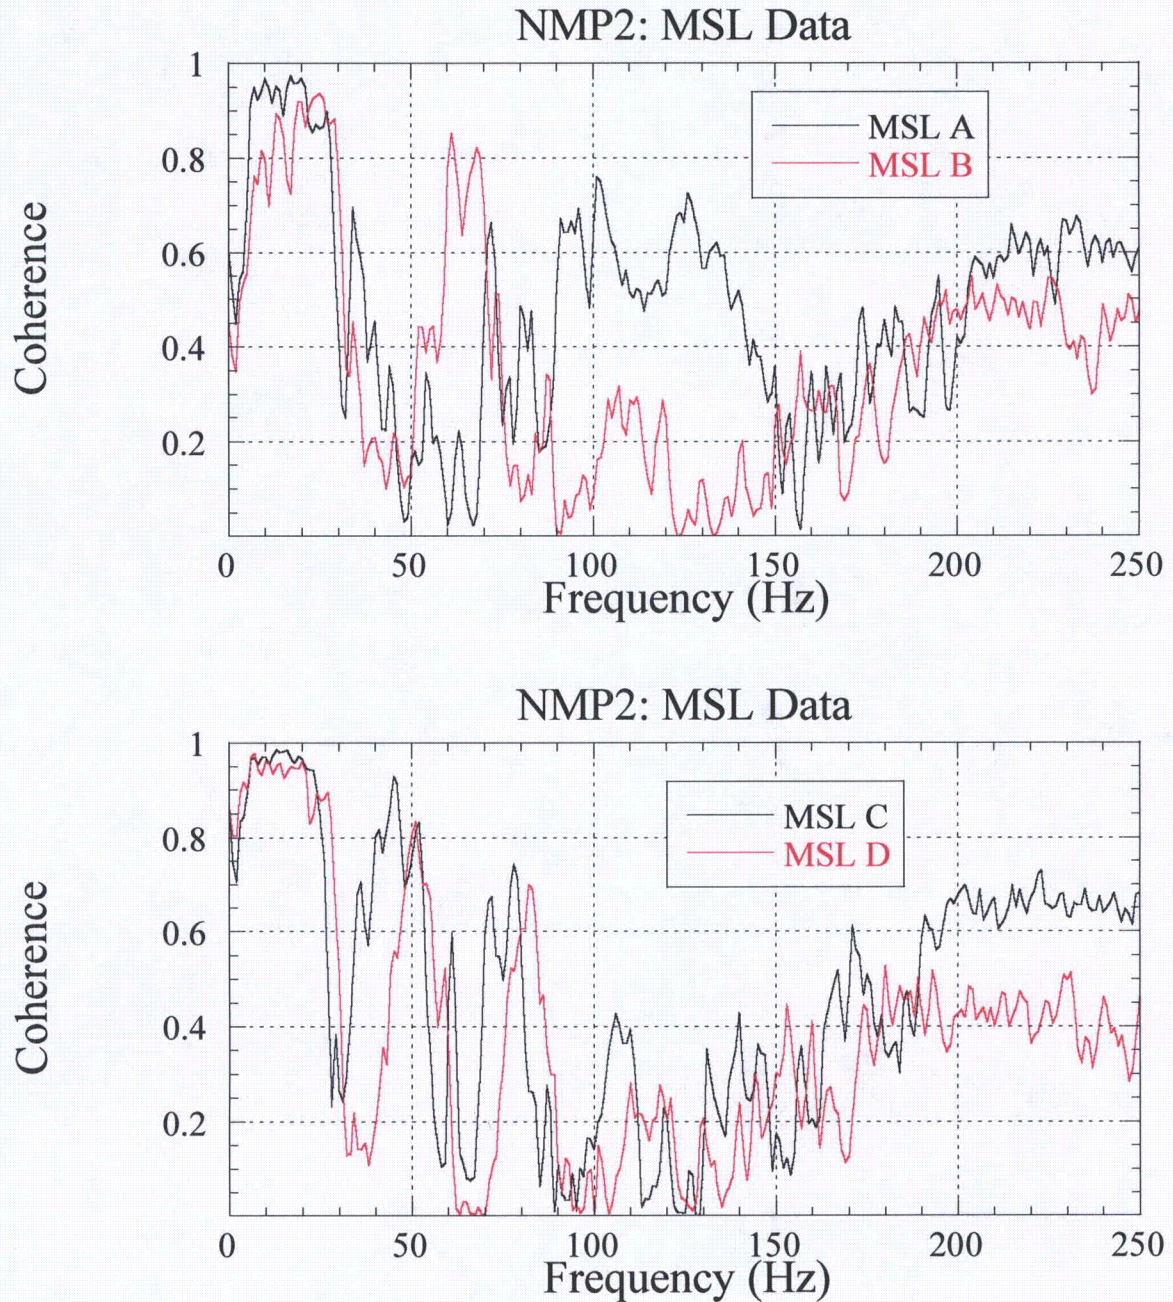 NMP2: MSL Data
1
0.8
0.6
0.4
0.2
Coherence
MSL A
MSL B
0 50 100 150 200 250
Frequency (Hz)
NMP2: MSL Data
1
0.8
0.6
0.4
0.2
Coherence
MSL C
MSL D
0 50 100 150 200 250
Frequency (Hz)